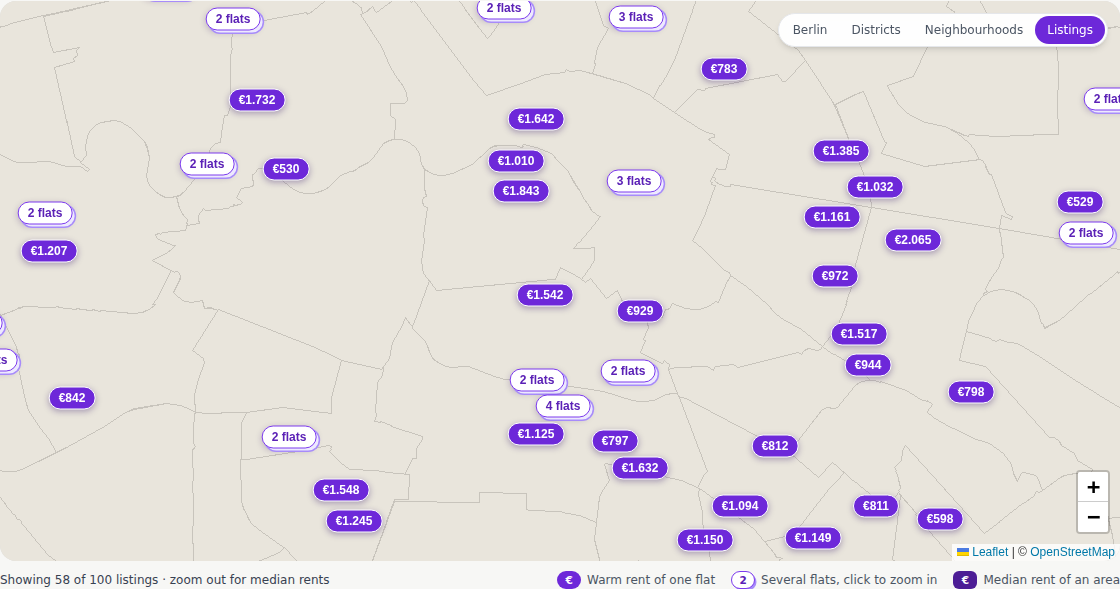 2 flats
2 flats
3 flats
Berlin Districts Neighbourhoods Listings
€783
€1.732
2 flat
€1.642
€1.385
€1.010
2 flats
€530
3 flats
€1.032
€1.843
€529
2 flats
€1.161
2 flats
€2.065
€1.207
€972
€1.542
€929
€1.517
€944
2 flats
2 flats
€798
€842
4 flats
€1.125
2 flats
€797
€812
€1.632
+
€1.548
€1.094
€811
−
€1.245
€598
€1.150
€1.149
Leaflet | © OpenStreetMap
Showing 58 of 100 listings · zoom out for median rents
€ Warm rent of one flat
2 Several flats, click to zoom in
€ Median rent of an area